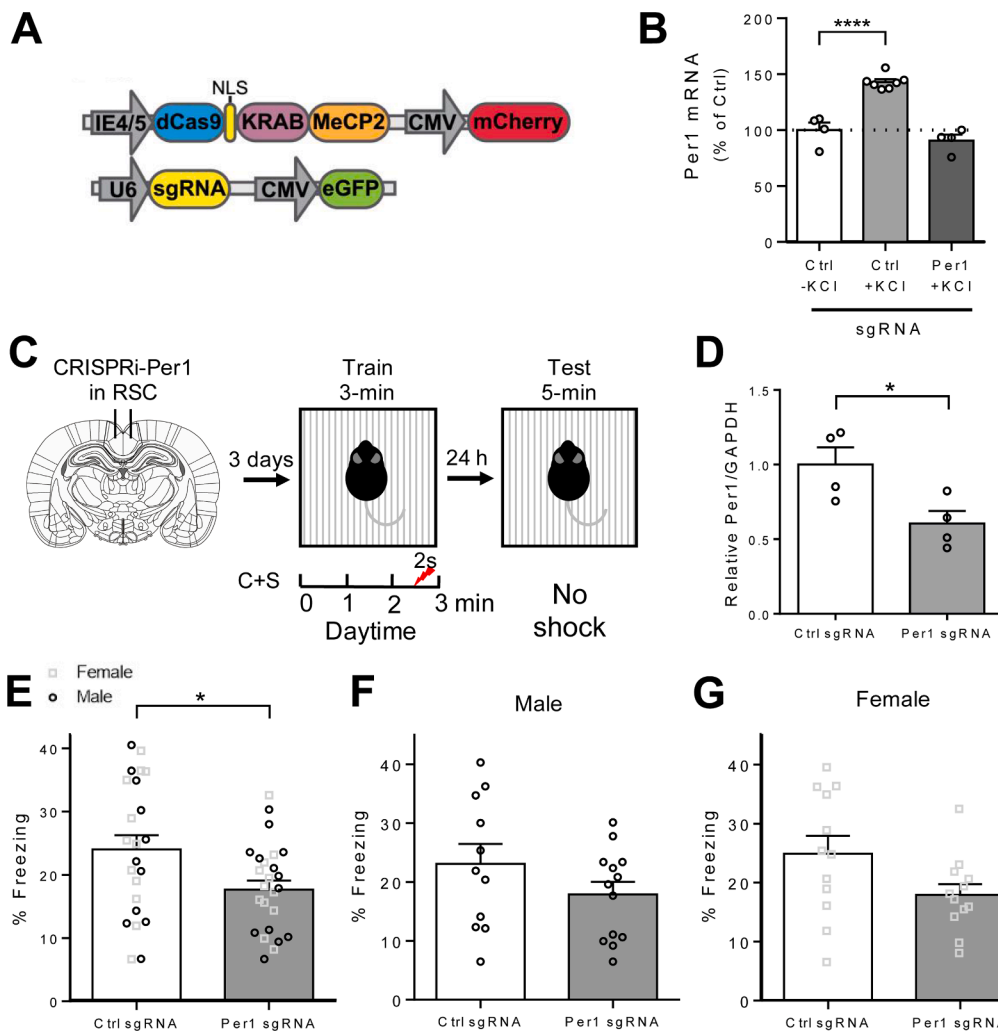 A
NLS
IE4/5 dCas9 KRAB MeCP2 CMV mCherry
U6 sgRNA CMV eGFP
B
Per1 mRNA
(% of Ctrl)
200
150
100
50
0
****
Ctrl
-KCl
Ctrl
+KCl
Per1
+KCl
sgRNA
C
CRISPRi-Per1
in RSC
3 days
Train
3-min
24 h
Test
5-min
C+S
2s
0 1 2 3 min
Daytime
No
shock
D
Relative Per1/GAPDH
1.5
1.0
0.5
0.0
*
Ctrl sgRNA Per1 sgRNA
E
Female
Male
*
% Freezing
40
30
20
10
0
Ctrl sgRNA Per1 sgRNA
F
Male
% Freezing
40
30
20
10
0
Ctrl sgRNA Per1 sgRNA
G
Female
% Freezing
40
30
20
10
0
Ctrl sgRNA Per1 sgRNA